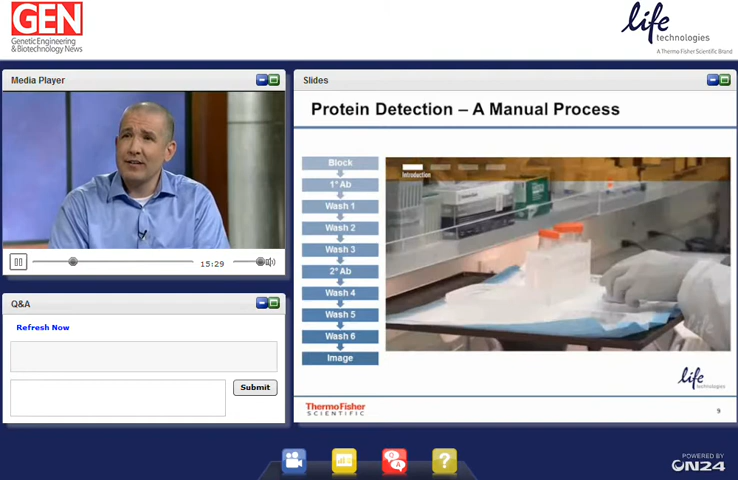 GEN
Genetic Engineering
& Biotechnology News
life
technologies
A Thermo Fisher Scientific Brand
Media Player
15:29
Q&A
Refresh Now
Submit
Slides
Protein Detection – A Manual Process
Block
1° Ab
Wash 1
Wash 2
Wash 3
2° Ab
Wash 4
Wash 5
Wash 6
Image
Introduction
life
technologies
ThermoFisher
SCIENTIFIC
9
Q
A
?
POWERED BY
ON24